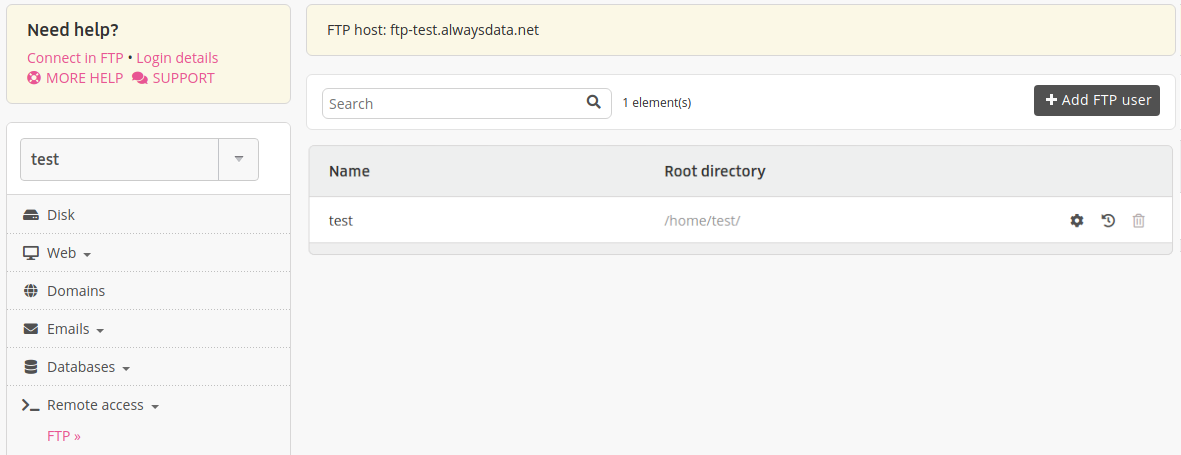 Need help?
Connect in FTP • Login details
MORE HELP SUPPORT
test
Disk
Web
Domains
Emails
Databases
Remote access
FTP »
FTP host: ftp-test.alwaysdata.net
Search 1 element(s) Add FTP user
Name Root directory
test /home/test/